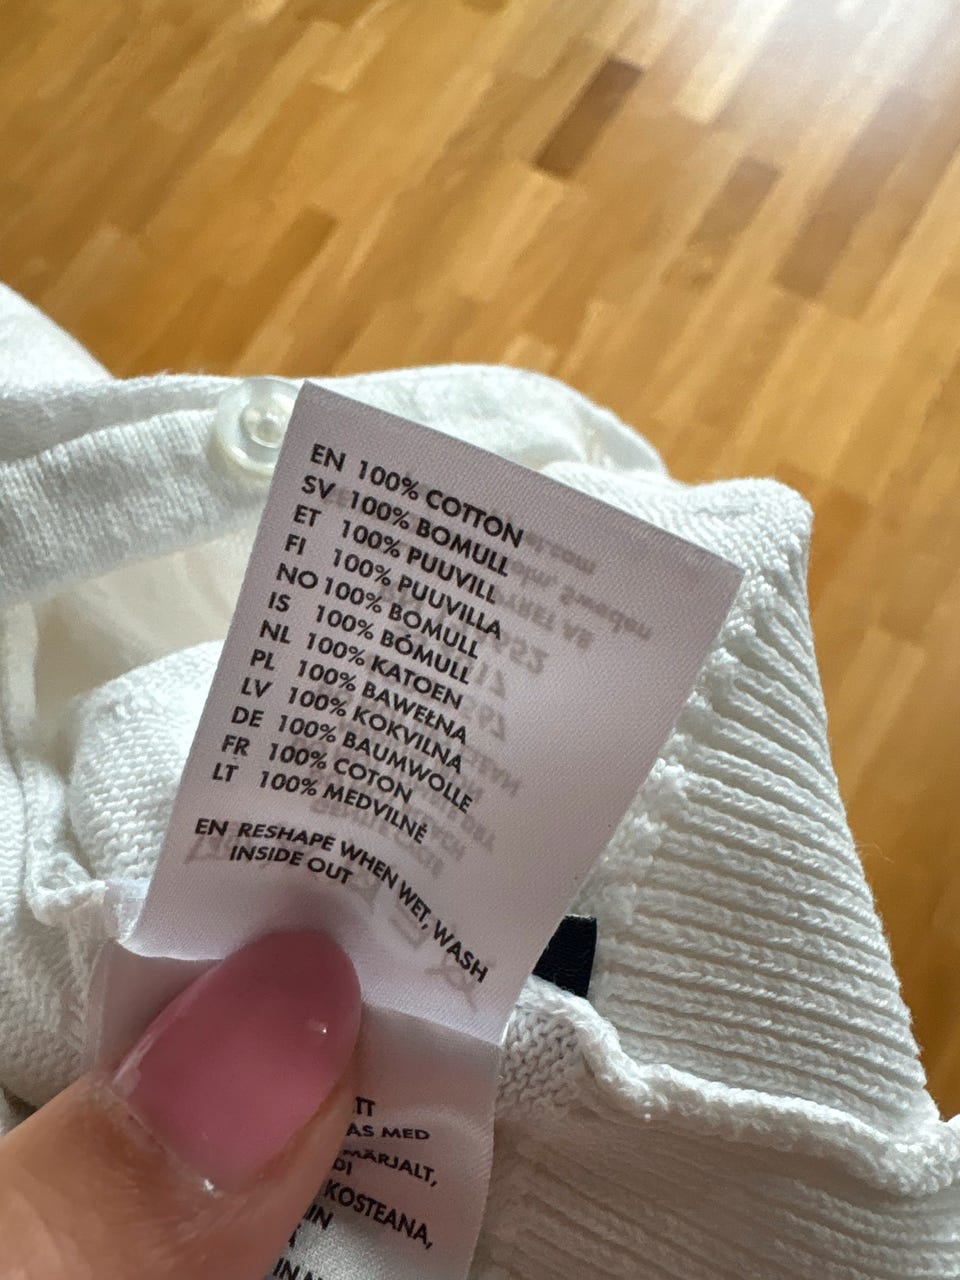 EN 100% COTTON
SV 100% BOMULL
ET 100% PUUVILL
FI 100% PUUVILLA
NO 100% BOMULL
IS 100% BÓMULL
NL 100% KATOEN
PL 100% BAWEŁNA
LV 100% KOKVILNA
DE 100% BAUMWOLLE
FR 100% COTON
LT 100% MEDVILNĖ
EN RESHAPE WHEN WET, WASH
INSIDE OUT
MED
KOSTEANA,